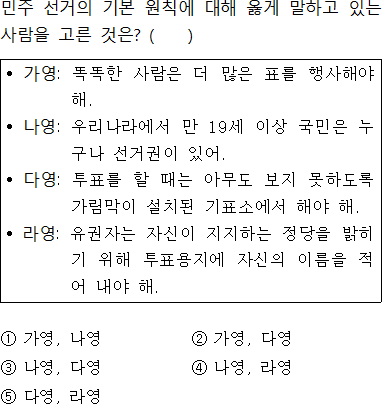 민주 선거의 기본 원칙에 대해 옳게 말하고 있는
사람을 고른 것은? (    )
• 가영: 똑똑한 사람은 더 많은 표를 행사해야
해.
• 나영: 우리나라에서 만 19세 이상 국민은 누
구나 선거권이 있어.
• 다영: 투표를 할 때는 아무도 보지 못하도록
가림막이 설치된 기표소에서 해야 해.
• 라영: 유권자는 자신이 지지하는 정당을 밝히
기 위해 투표용지에 자신의 이름을 적
어 내야 해.
① 가영, 나영 ② 가영, 다영
③ 나영, 다영 ④ 나영, 라영
⑤ 다영, 라영